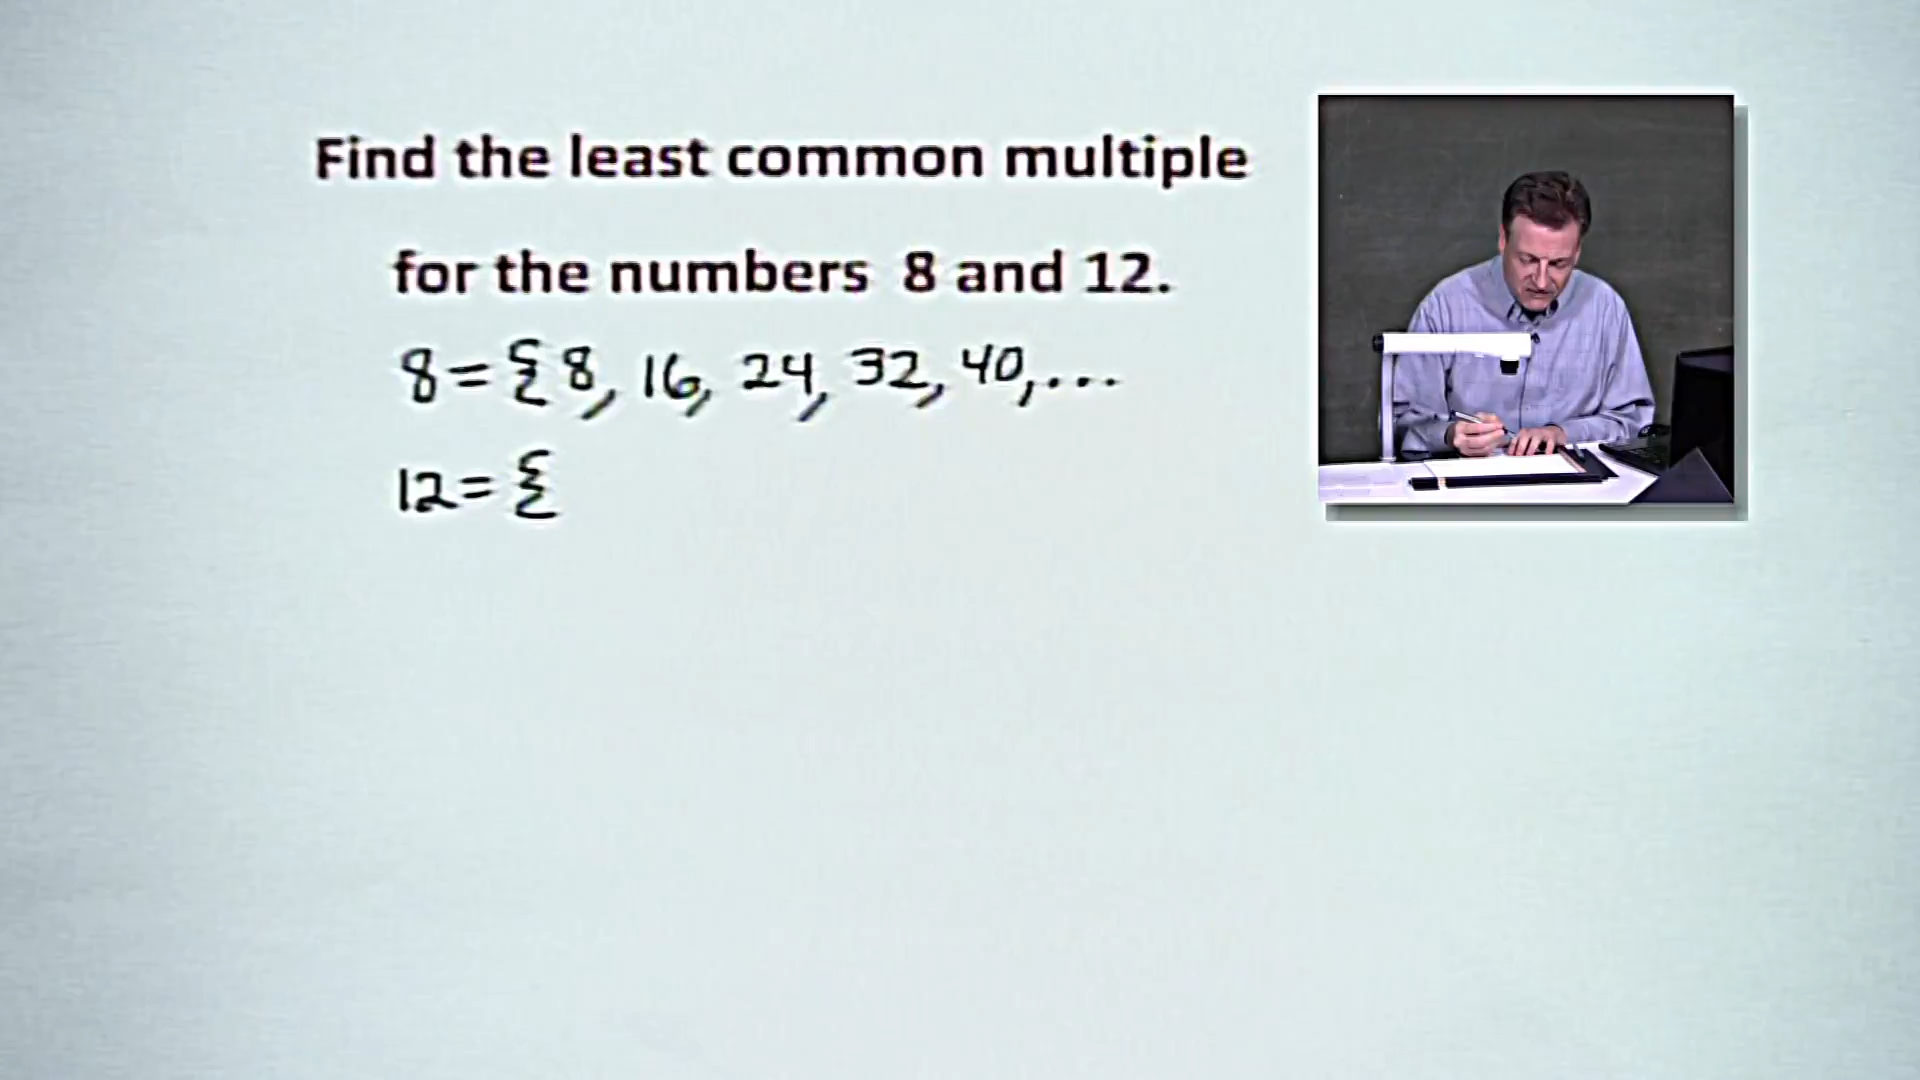 Find the least common multiple
for the numbers 8 and 12.
8={8, 16, 24, 32, 40,...
12={